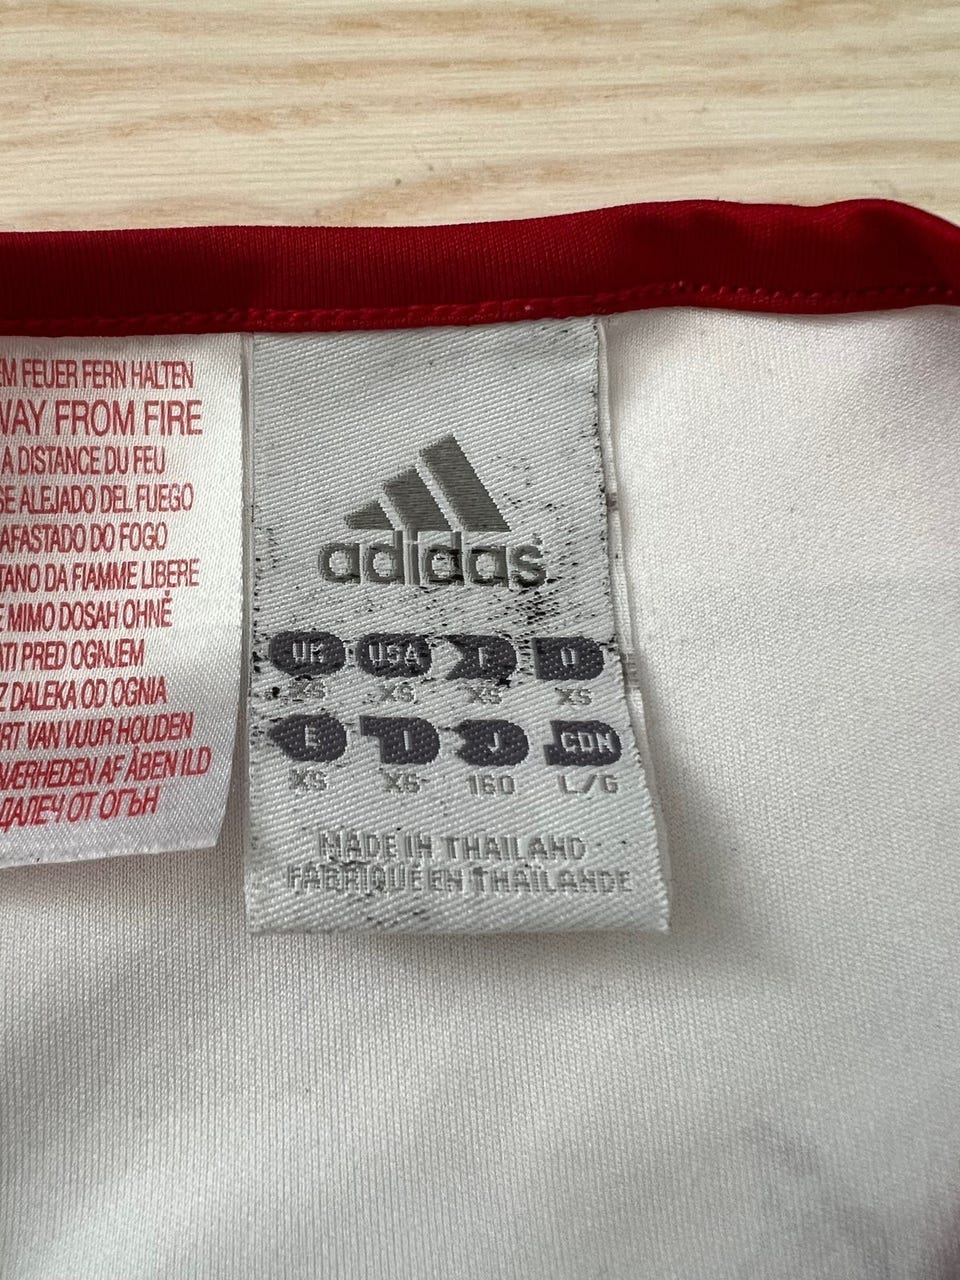 EM FEUER FERN HALTEN
WAY FROM FIRE
A DISTANCE DU FEU
SE ALEJADO DEL FUEGO
AFASTADO DO FOGO
TANO DA FIAMME LIBERE
E MIMO DOSAH OHNĚ
ATI PRED OGNJEM
Z DALEKA OD OGNIA
RT VAN VUUR HOUDEN
VERHEDEN AF ÅBEN ILD
ДАЛЕЧ ОТ ОГЪН
adidas
UK USA F D
XS XS XS XS
E I J CDN
XS XS 160 L/G
MADE IN THAILAND
FABRIQUÉ EN THAÏLANDE